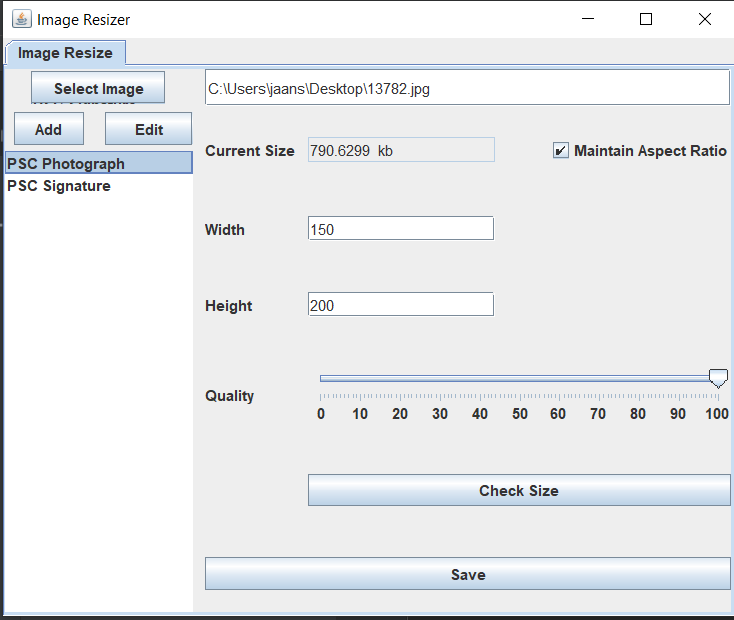 Image Resizer
Image Resize
Select Image
C:\Users\jaans\Desktop\13782.jpg
Add
Edit
Current Size
790.6299  kb
Maintain Aspect Ratio
PSC Photograph
PSC Signature
Width
150
Height
200
Quality
0 10 20 30 40 50 60 70 80 90 100
Check Size
Save